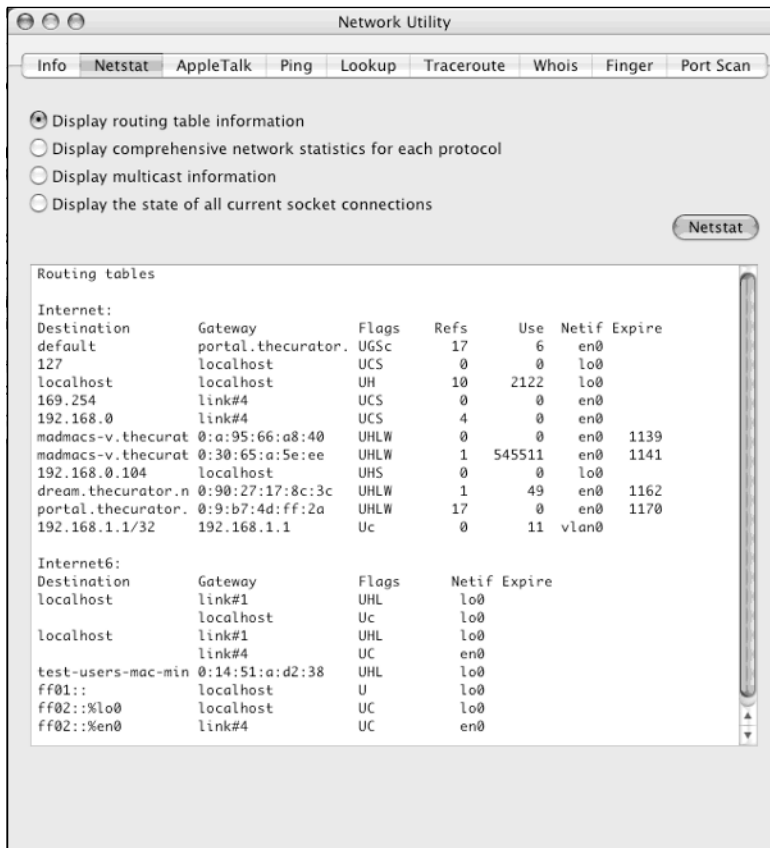 Network Utility
Info Netstat AppleTalk Ping Lookup Traceroute Whois Finger Port Scan
Display routing table information
Display comprehensive network statistics for each protocol
Display multicast information
Display the state of all current socket connections
Netstat
Routing tables
Internet:
Destination Gateway Flags Refs Use Netif Expire
default portal.thecurator. UGSc 17 6 en0
127 localhost UCS 0 0 lo0
localhost localhost UH 10 2122 lo0
169.254 link#4 UCS 0 0 en0
192.168.0 link#4 UCS 4 0 en0
madmacs-v.thecurat 0:a:95:66:a8:40 UHLW 0 0 en0 1139
madmacs-v.thecurat 0:30:65:a:5e:ee UHLW 1 545511 en0 1141
192.168.0.104 localhost UHS 0 0 lo0
dream.thecurator.n 0:90:27:17:8c:3c UHLW 1 49 en0 1162
portal.thecurator. 0:9:b7:4d:ff:2a UHLW 17 0 en0 1170
192.168.1.1/32 192.168.1.1 Uc 0 11 vlan0
Internet6:
Destination Gateway Flags Netif Expire
localhost link#1 UHL lo0
localhost Uc lo0
localhost link#1 UHL lo0
link#4 UC en0
test-users-mac-min 0:14:51:a:d2:38 UHL lo0
ff01:: localhost U lo0
ff02::%lo0 localhost UC lo0
ff02::%en0 link#4 UC en0